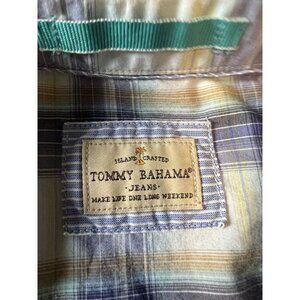 ISLAND CRAFTED
TOMMY BAHAMA®
·JEANS·
MAKE LIFE ONE LONG WEEKEND